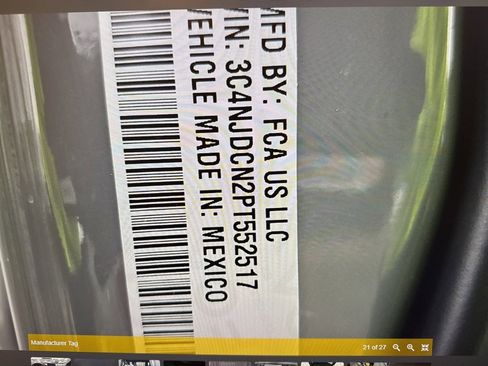 MFD BY: FCA US LLC
VIN: 3C4NJDCN2PT552517
VEHICLE MADE IN: MEXICO
Manufacturer Tag
21 of 27